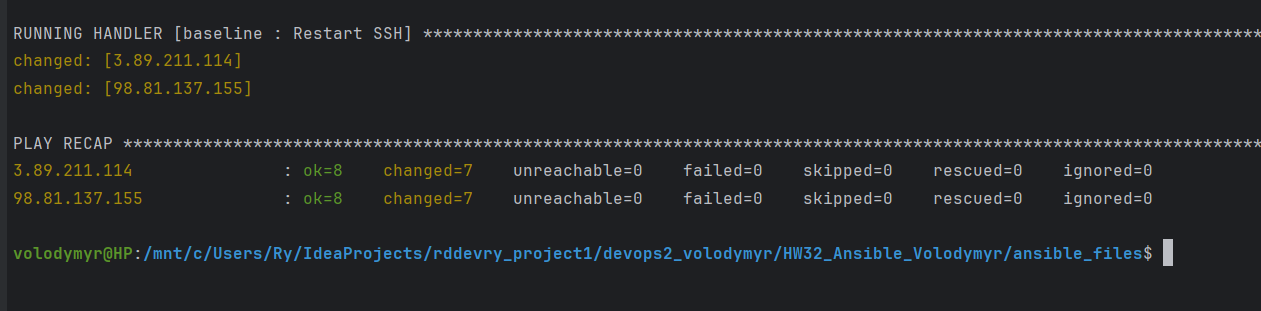 RUNNING HANDLER [baseline : Restart SSH] ************************************************************************************
changed: [3.89.211.114]
changed: [98.81.137.155]
PLAY RECAP ******************************************************************************************************************
3.89.211.114               : ok=8    changed=7    unreachable=0    failed=0    skipped=0    rescued=0    ignored=0
98.81.137.155              : ok=8    changed=7    unreachable=0    failed=0    skipped=0    rescued=0    ignored=0
volodymyr@HP:/mnt/c/Users/Ry/IdeaProjects/rddevry_project1/devops2_volodymyr/HW32_Ansible_Volodymyr/ansible_files$